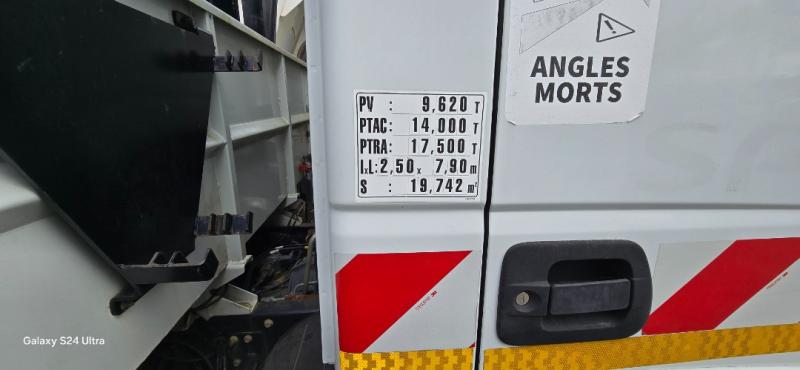 ANGLES
MORTS
PV : 9,620 T
PTAC: 14,000 T
PTRA: 17,500 T
lxL: 2,50 x 7,90 m
S : 19,742 m²
Galaxy S24 Ultra